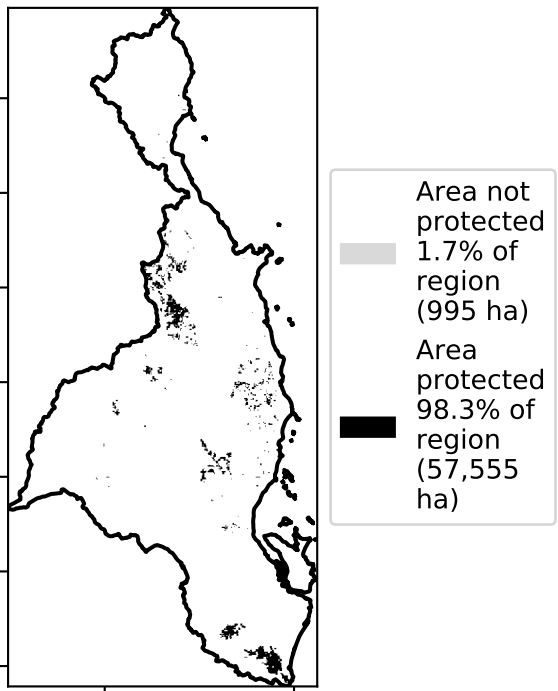 Area not
protected
1.7% of
region
(995 ha)
Area
protected
98.3% of
region
(57,555
ha)